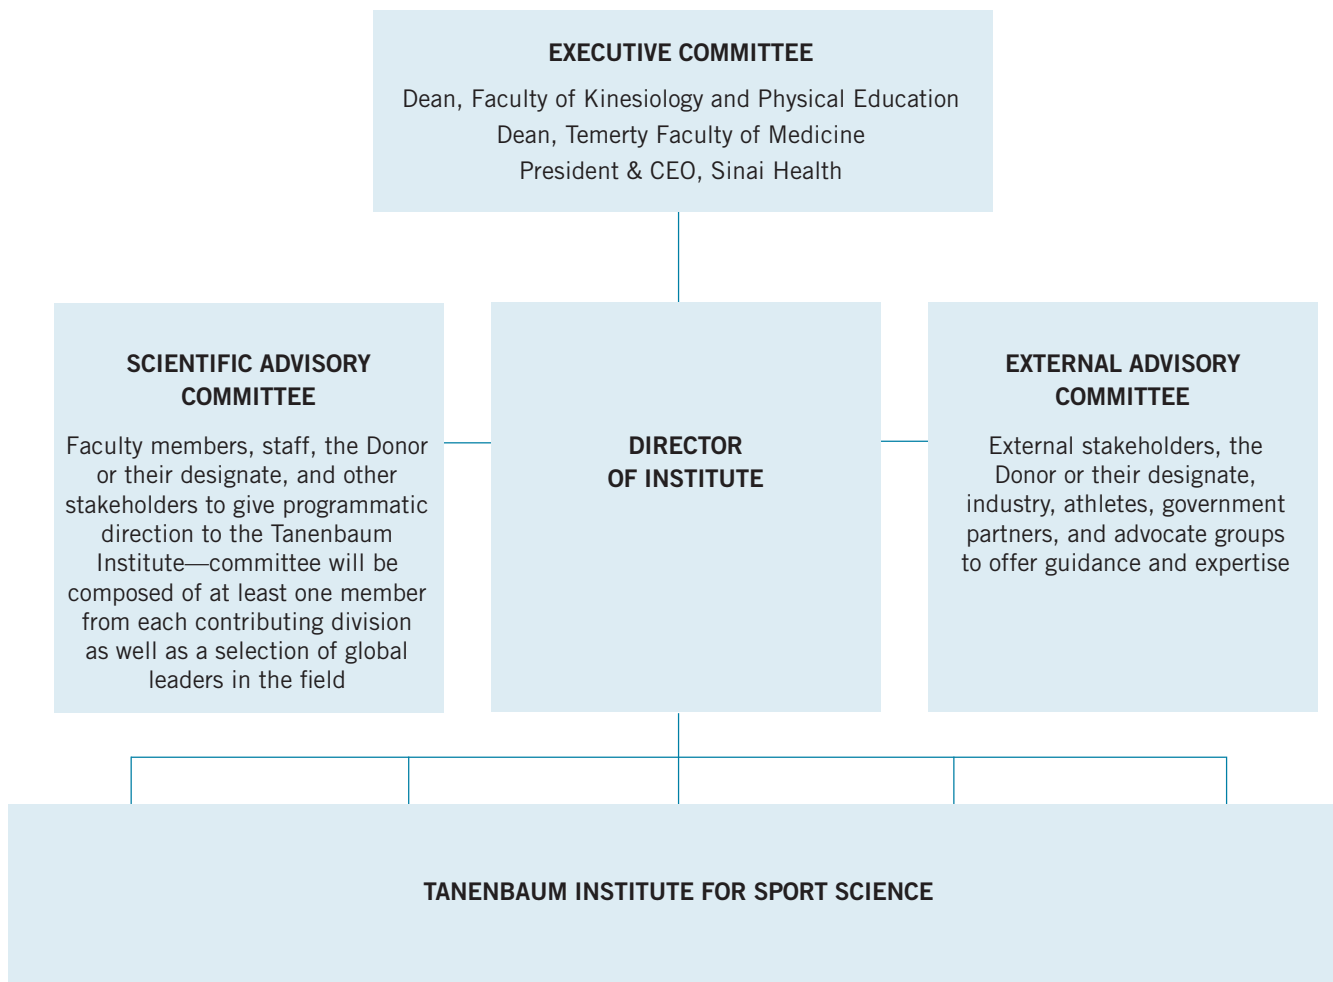 EXECUTIVE COMMITTEE
Dean, Faculty of Kinesiology and Physical Education
Dean, Temerty Faculty of Medicine
President & CEO, Sinai Health
SCIENTIFIC ADVISORY
COMMITTEE
Faculty members, staff, the Donor
or their designate, and other
stakeholders to give programmatic
direction to the Tanenbaum
Institute—committee will be
composed of at least one member
from each contributing division
as well as a selection of global
leaders in the field
DIRECTOR
OF INSTITUTE
EXTERNAL ADVISORY
COMMITTEE
External stakeholders, the
Donor or their designate,
industry, athletes, government
partners, and advocate groups
to offer guidance and expertise
TANENBAUM INSTITUTE FOR SPORT SCIENCE